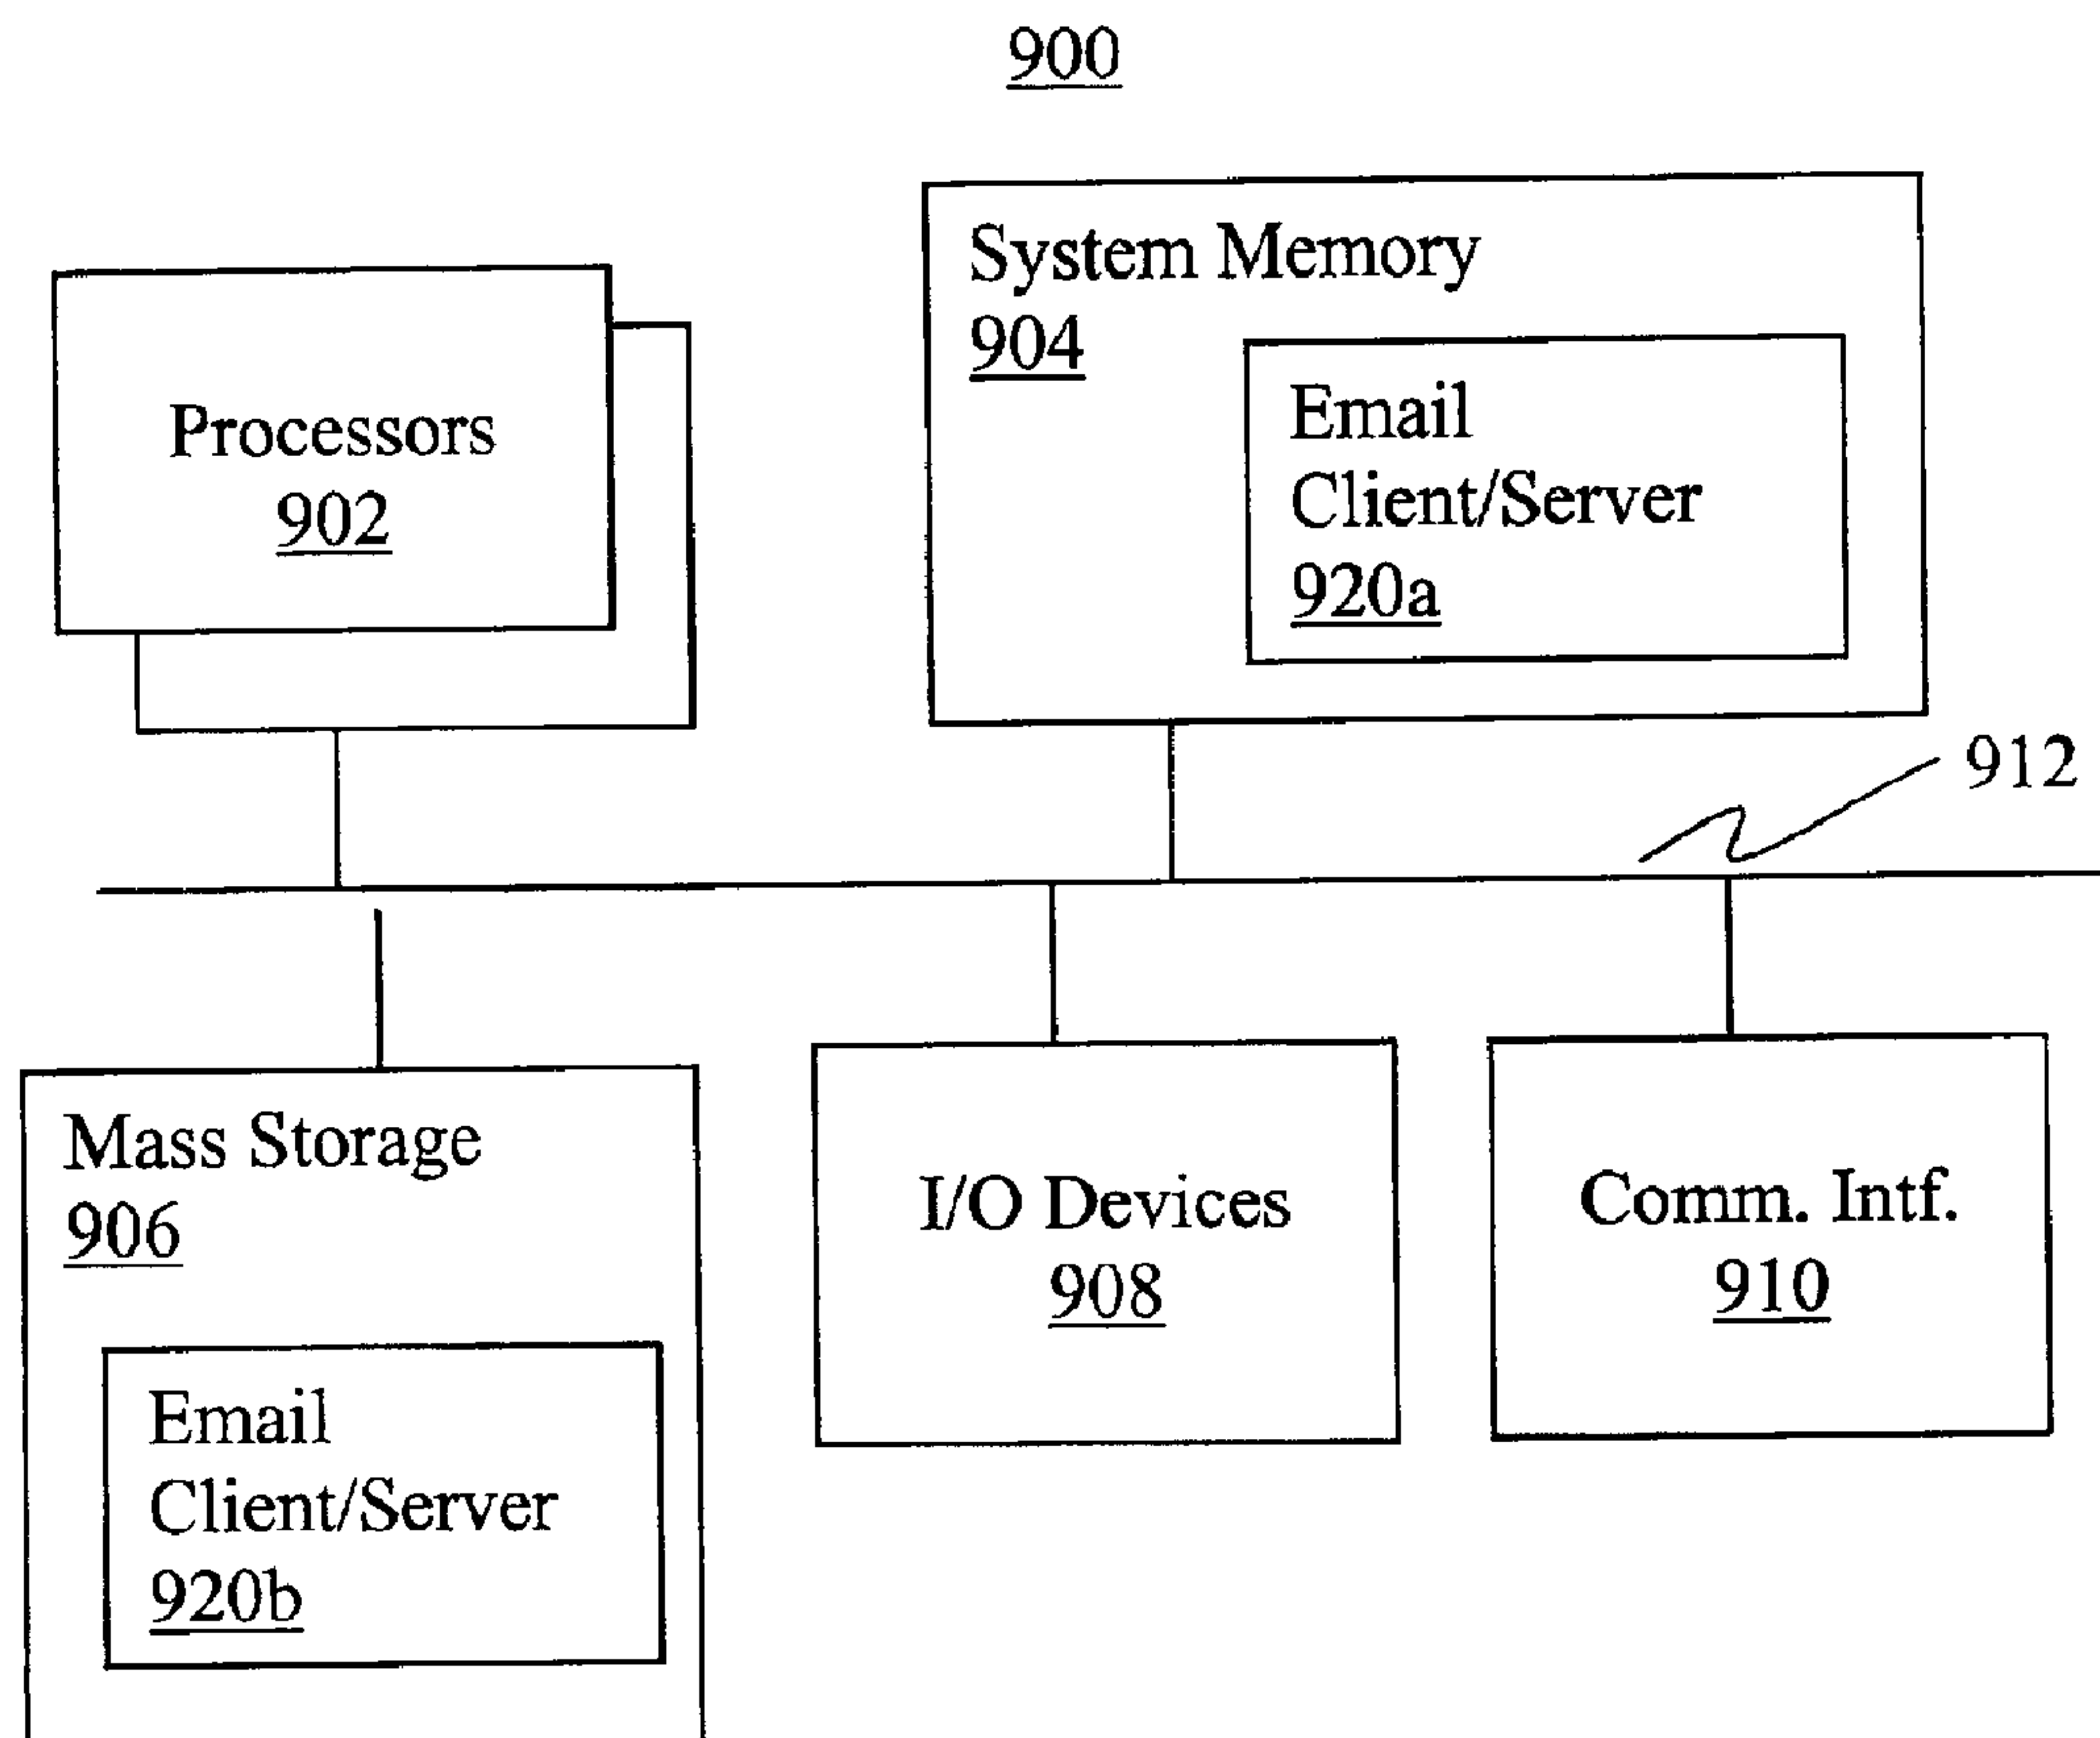 900
System Memory
904
Email
Client/Server
920a
Processors
902
912
Mass Storage
906
Email
Client/Server
920b
I/O Devices
908
Comm. Intf.
910